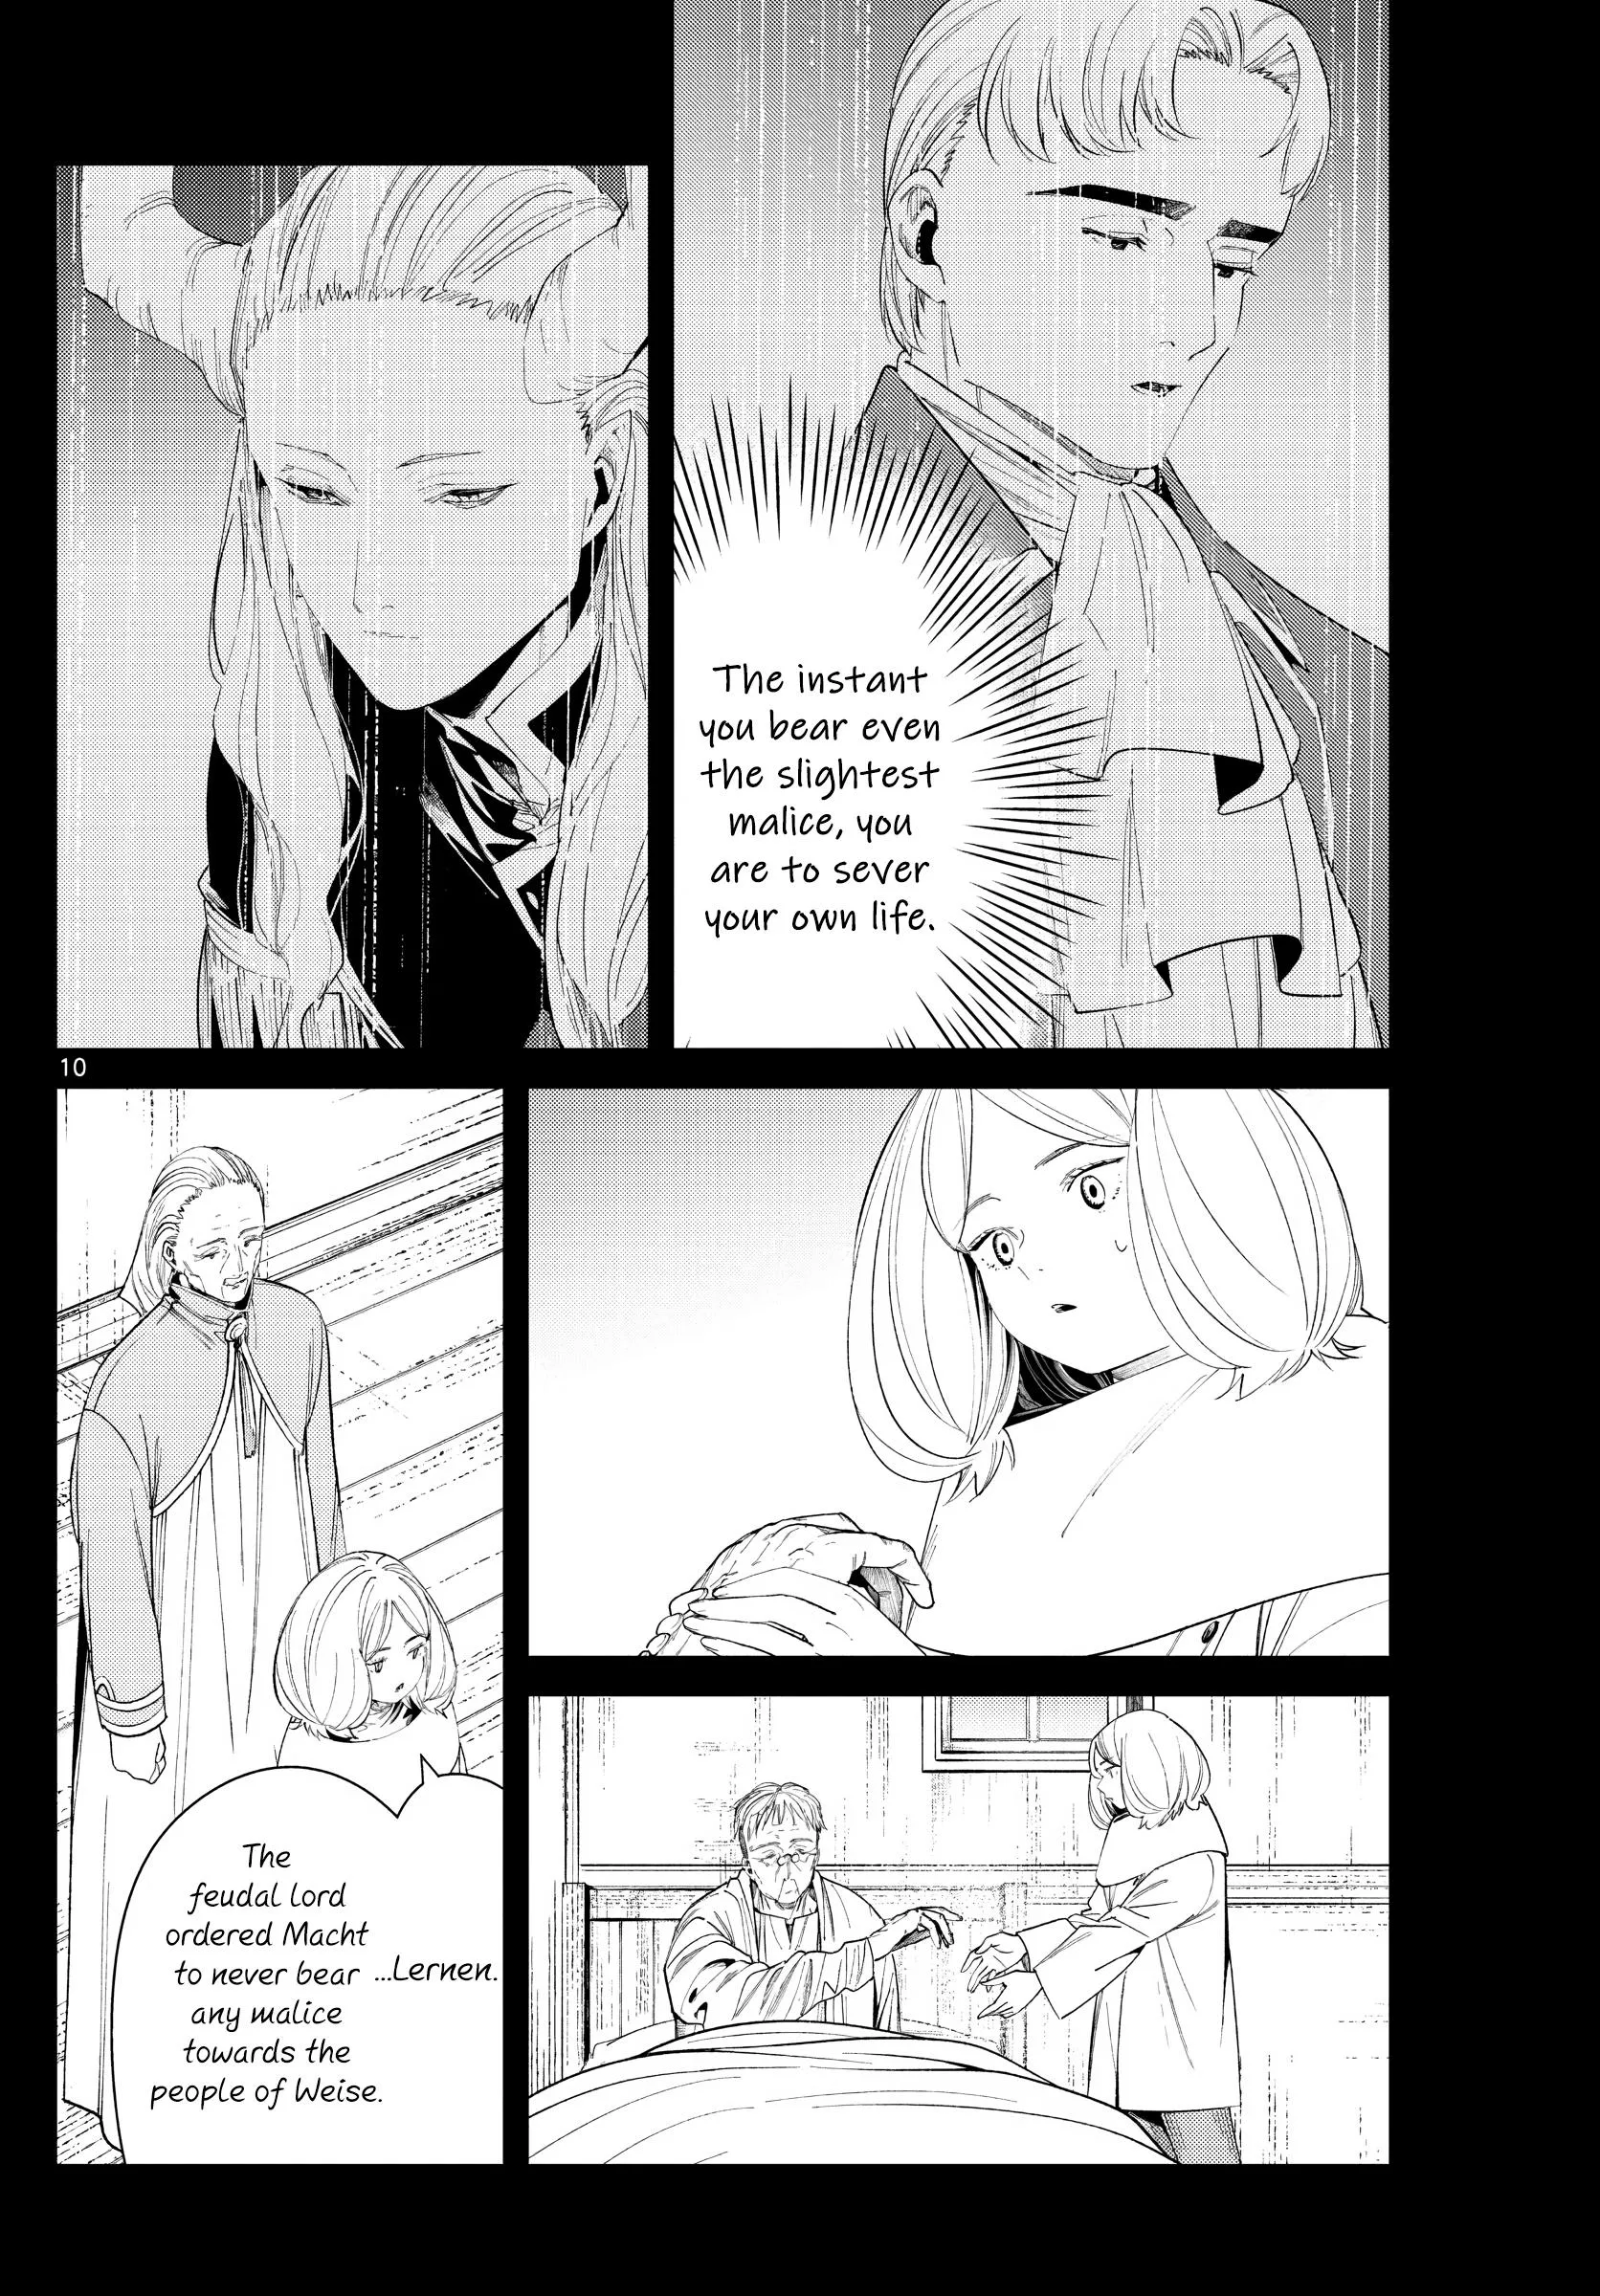 The instant
you bear even
the slightest
malice, you
are to sever
your own life.
10
...Lernen.
The
feudal lord
ordered Macht
to never bear
any malice
towards the
people of Weise.